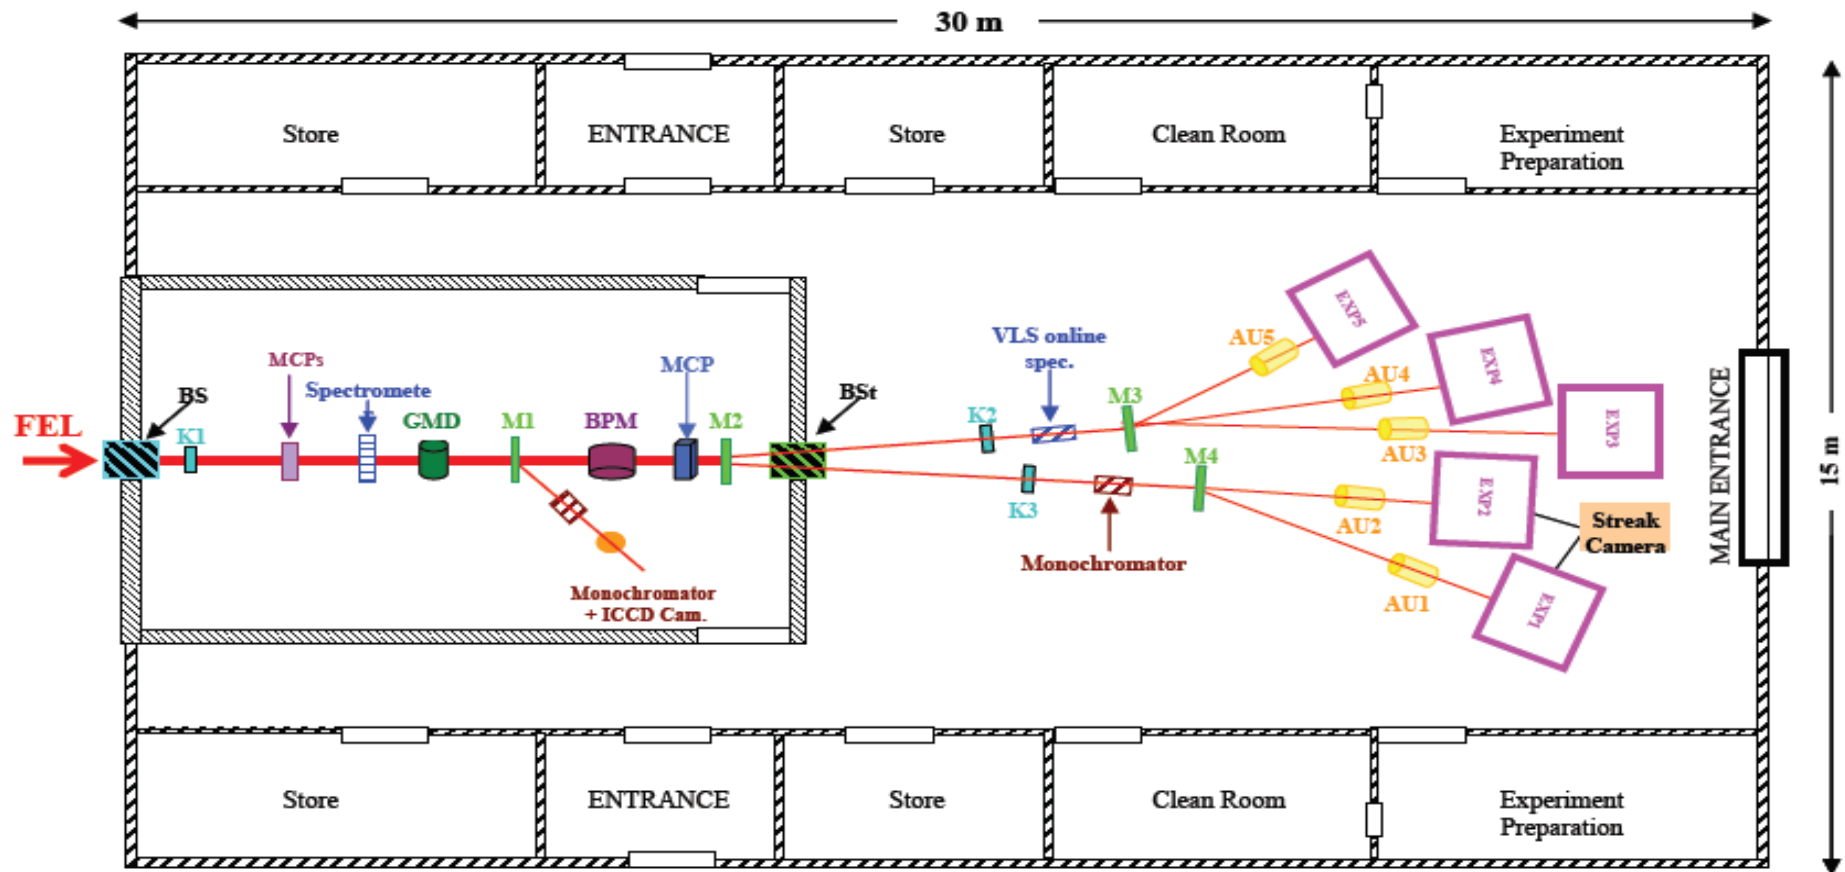 30 m
Store
ENTRANCE
Store
Clean Room
Experiment
Preparation
15 m
MAIN ENTRANCE
FEL
BS
K1
MCPs
Spectromete
GMD
M1
BPM
MCP
M2
BSt
Monochromator
+ ICCD Cam.
K2
VLS online
spec.
M3
K3
Monochromator
M4
AU5
EXP5
AU4
EXP4
AU3
EXP3
AU2
EXP2
AU1
EXP1
Streak
Camera
Store
ENTRANCE
Store
Clean Room
Experiment
Preparation